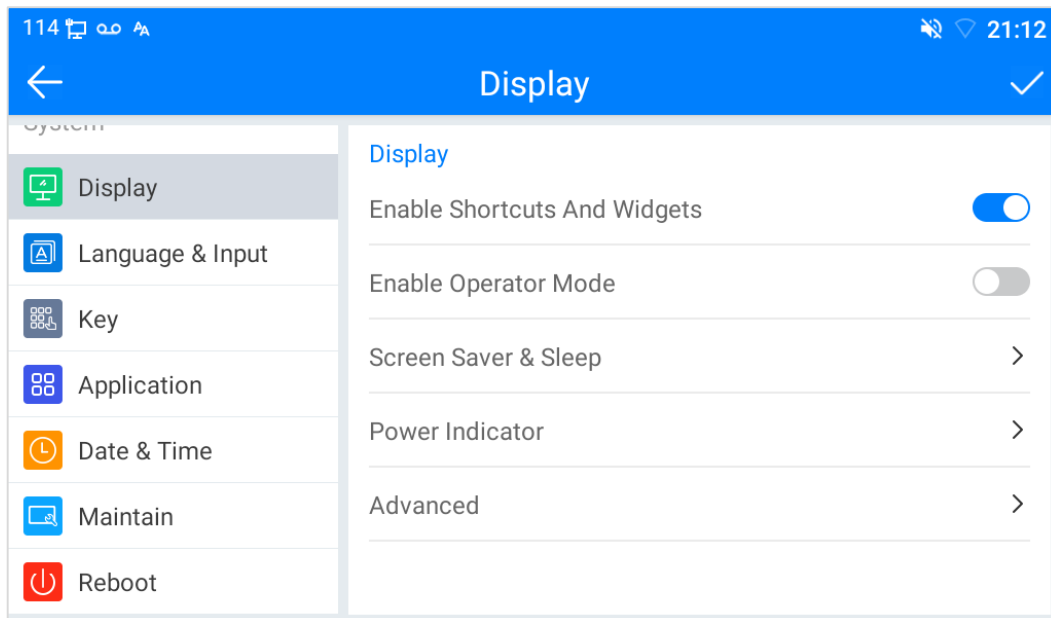 114 21:12
Display
System
Display
Language & Input
Key
Application
Date & Time
Maintain
Reboot
Display
Enable Shortcuts And Widgets
Enable Operator Mode
Screen Saver & Sleep
Power Indicator
Advanced